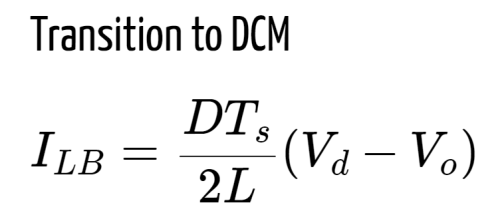 Transition to DCM
I_{LB} = \frac{DT_s}{2L}(V_d - V_o)